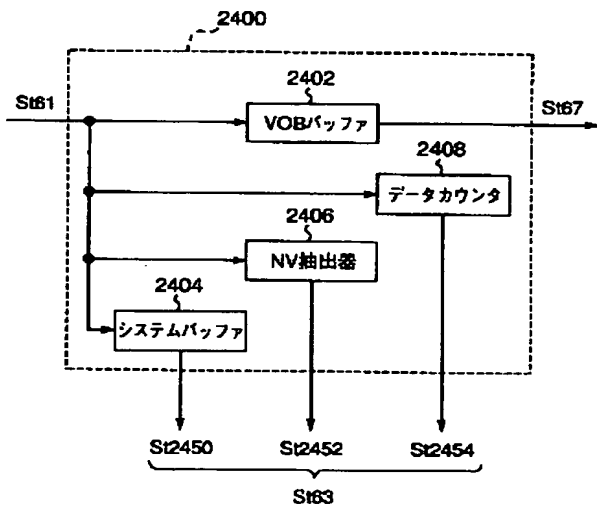 2400
2402
St61
VOBバッファ
St67
2408
データカウンタ
2406
NV抽出器
2404
システムバッファ
St2450
St2452
St2454
St63